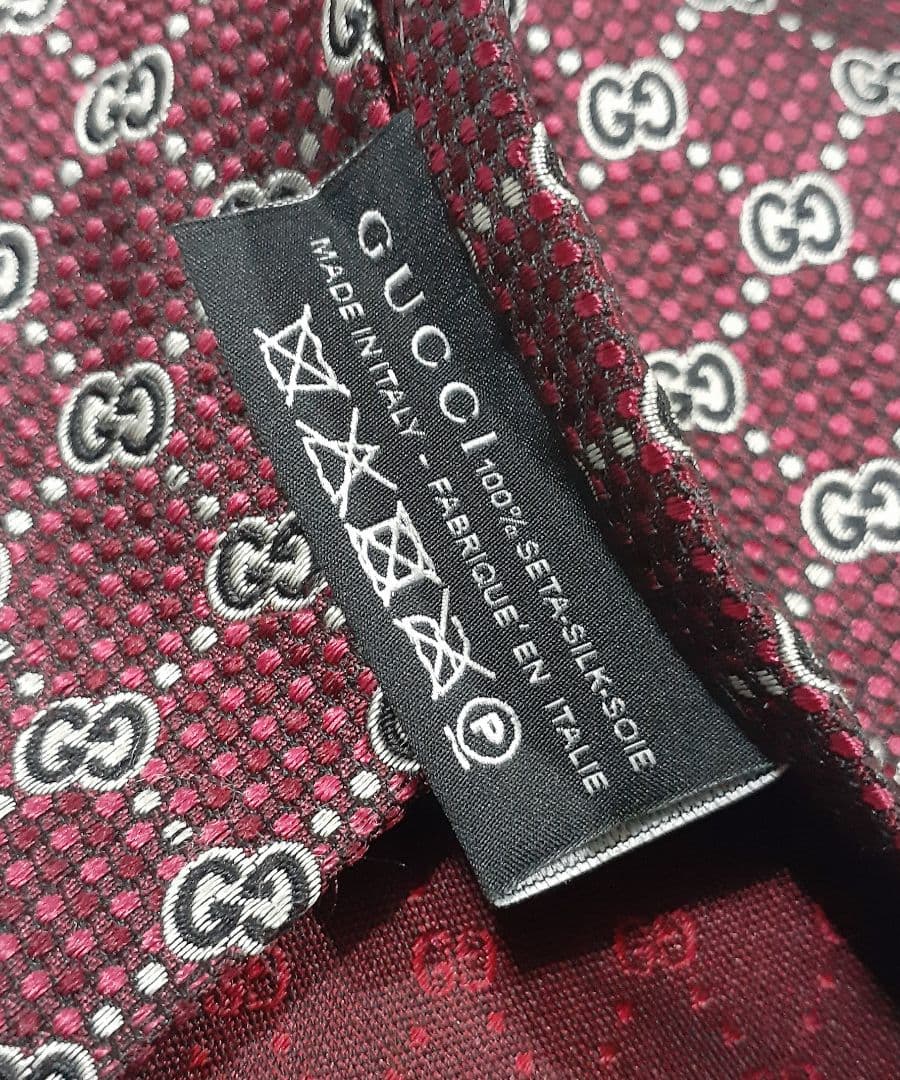 GUCCI
100% SETA-SILK-SOIE
MADE IN ITALY - FABRIQUE' EN ITALIE
P